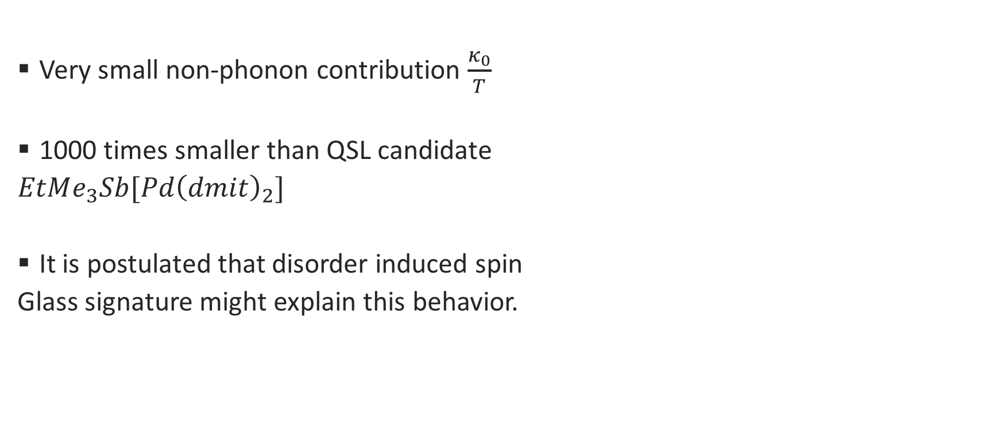 ▪ Very small non-phonon contribution κ₀/T
▪ 1000 times smaller than QSL candidate
EtMe₃Sb[Pd(dmit)₂]
▪ It is postulated that disorder induced spin
Glass signature might explain this behavior.